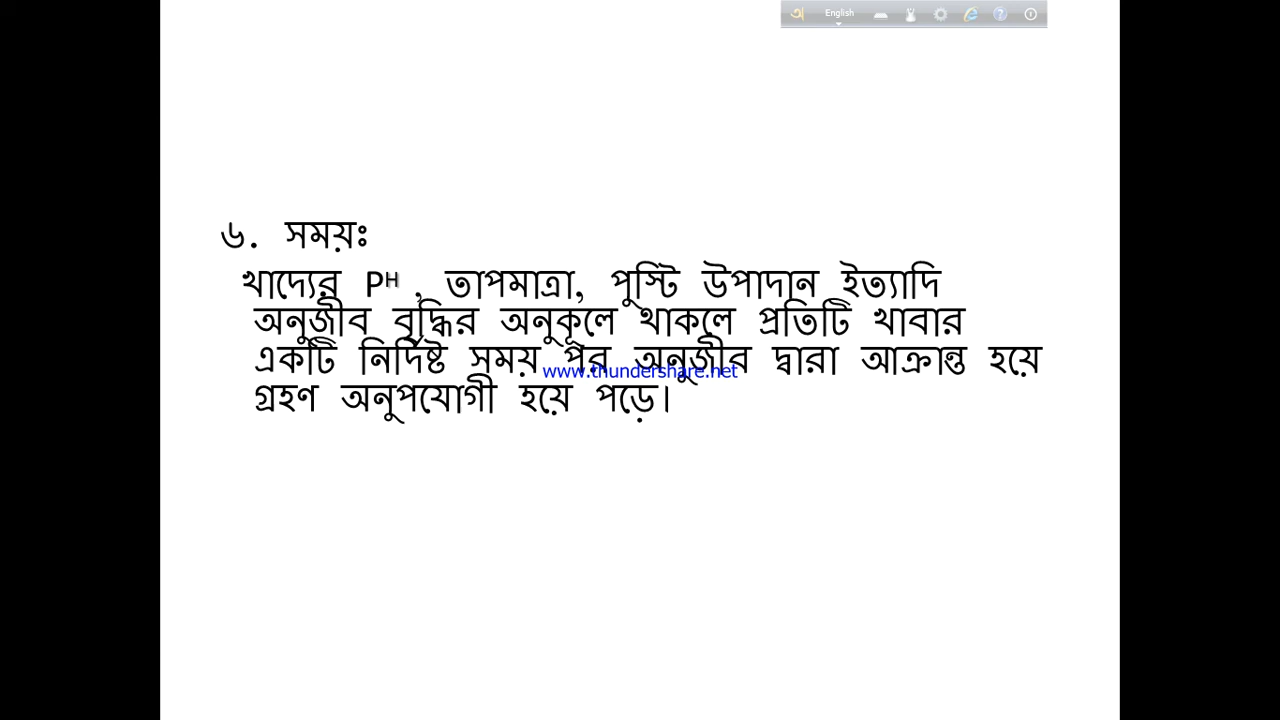 English
৬. সময়ঃ
খাদ্যের Pᴴ , তাপমাত্রা, পুস্টি উপাদান ইত্যাদি
অনুজীব বৃদ্ধির অনুকূলে থাকলে প্রতিটি খাবার
একটি নির্দিষ্ট সময় পর অনুজীব দ্বারা আক্রান্ত হয়ে
www.thundershare.net
গ্রহণ অনুপযোগী হয়ে পড়ে।